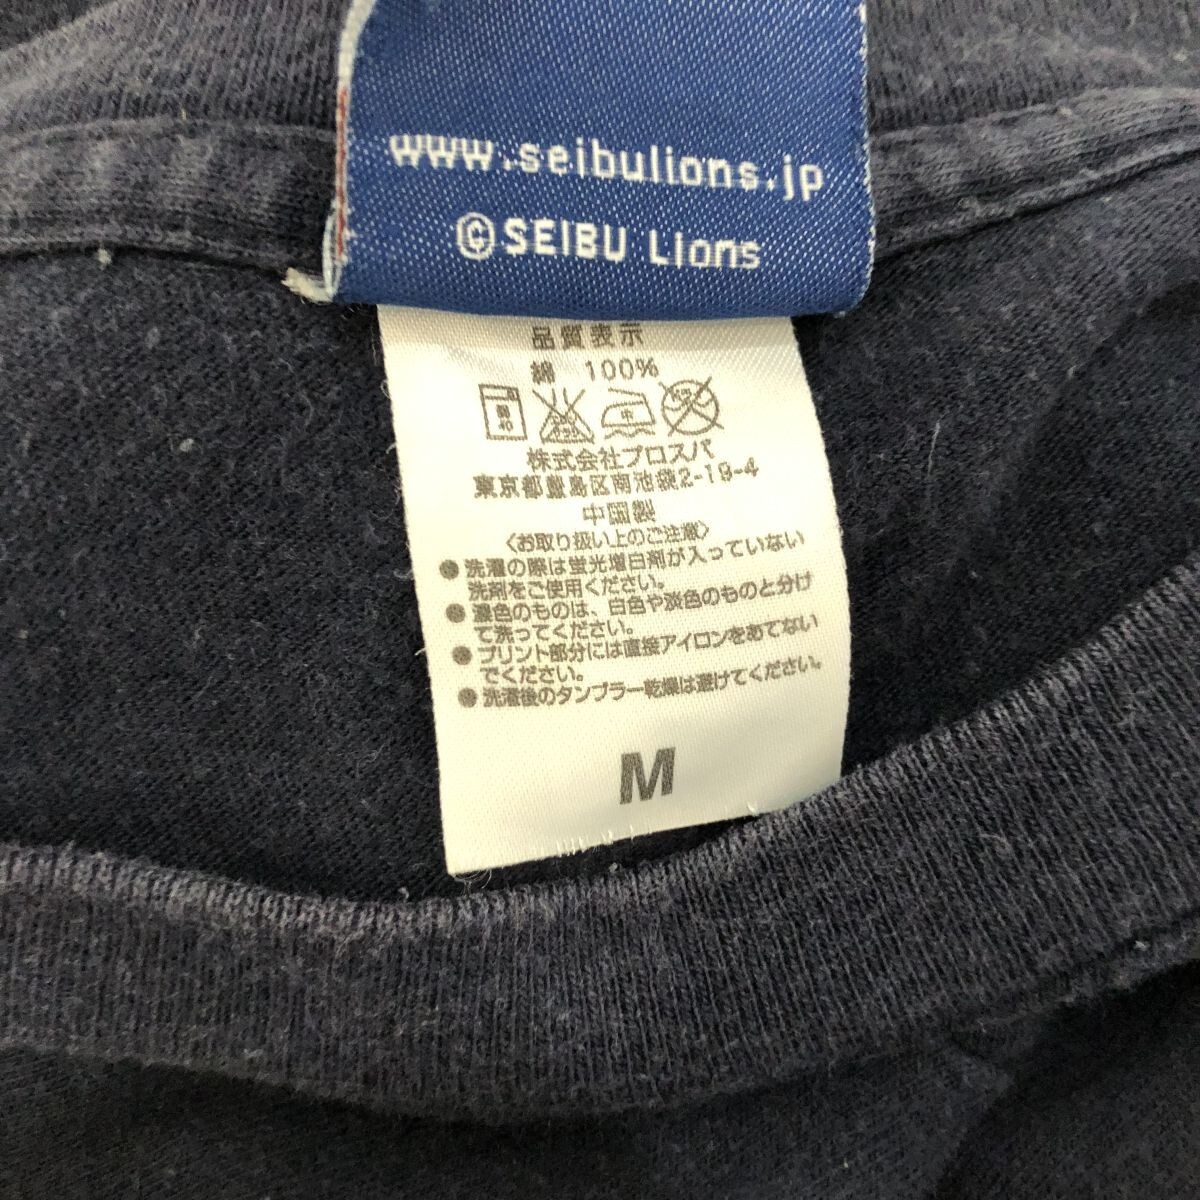 www.seibulions.jp
©SEIBU Lions
品質表示
綿 100%
株式会社プロスパ
東京都豊島区南池袋2-19-4
中国製
〈お取り扱い上のご注意〉
●洗濯の際は蛍光増白剤が入っていない
洗剤をご使用ください。
●濃色のものは、白色や淡色のものと分け
て洗ってください。
●プリント部分には直接アイロンをあてない
でください。
●洗濯後のタンブラー乾燥は避けてください。
M